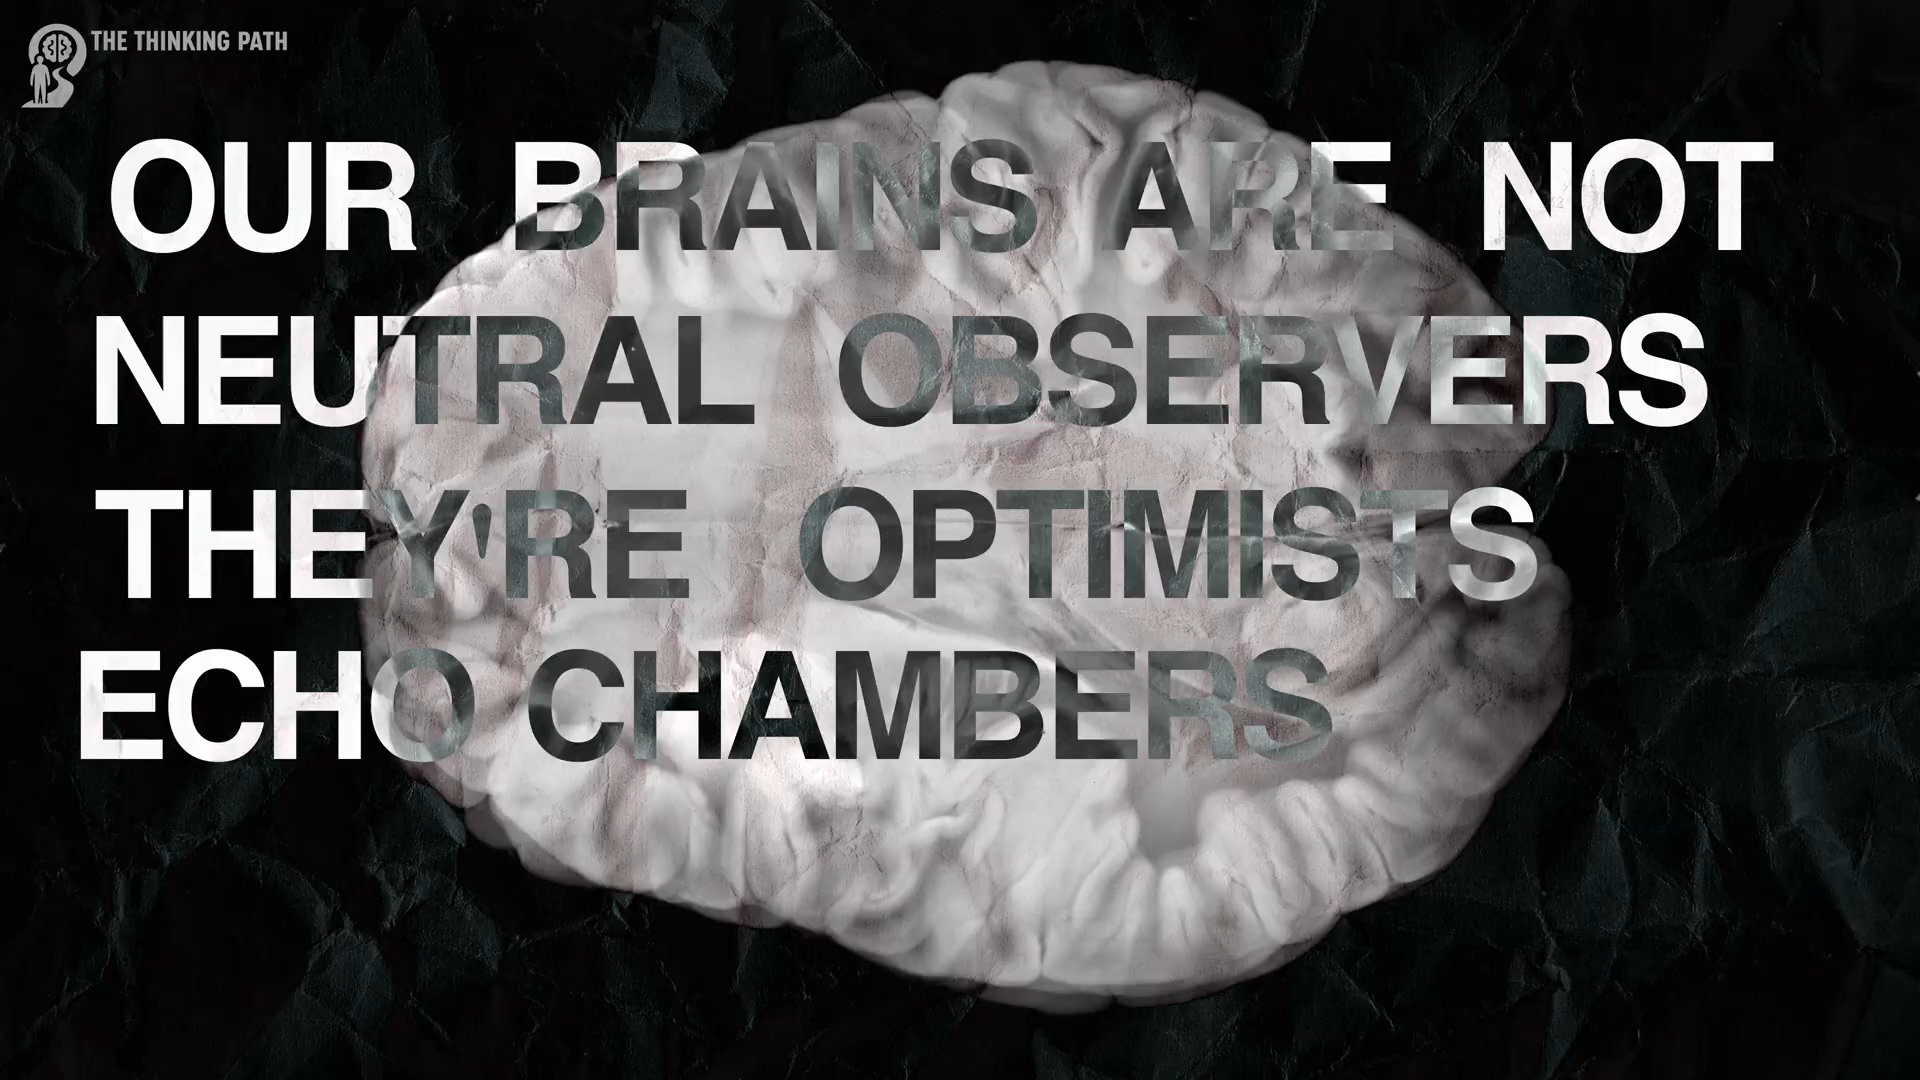 THE THINKING PATH
OUR BRAINS ARE NOT
NEUTRAL OBSERVERS
THEY'RE OPTIMISTS
ECHO CHAMBERS